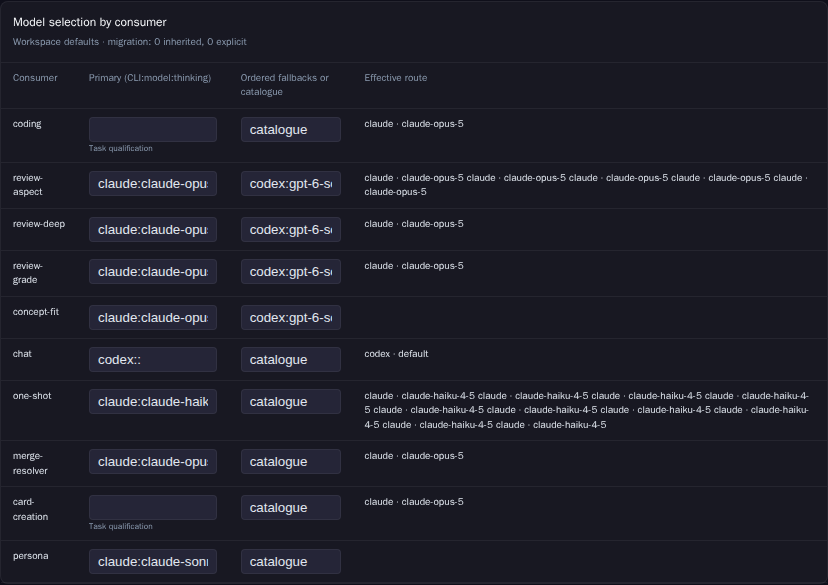 Model selection by consumer
Workspace defaults · migration: 0 inherited, 0 explicit
Consumer Primary (CLI:model:thinking) Ordered fallbacks or catalogue Effective route
coding catalogue claude · claude-opus-5
Task qualification
review-aspect claude:claude-opu codex:gpt-6-s claude · claude-opus-5 claude · claude-opus-5 claude · claude-opus-5 claude · claude-opus-5 claude ·
claude-opus-5
review-deep claude:claude-opu codex:gpt-6-s claude · claude-opus-5
review-grade claude:claude-opu codex:gpt-6-s claude · claude-opus-5
concept-fit claude:claude-opu codex:gpt-6-s
chat codex:: catalogue codex · default
one-shot claude:claude-haik catalogue claude · claude-haiku-4-5 claude · claude-haiku-4-5 claude · claude-haiku-4-5 claude · claude-haiku-4-
5 claude · claude-haiku-4-5 claude · claude-haiku-4-5 claude · claude-haiku-4-5 claude · claude-haiku-
4-5 claude · claude-haiku-4-5 claude · claude-haiku-4-5
merge-resolver claude:claude-opu catalogue claude · claude-opus-5
card-creation catalogue claude · claude-opus-5
Task qualification
persona claude:claude-son catalogue